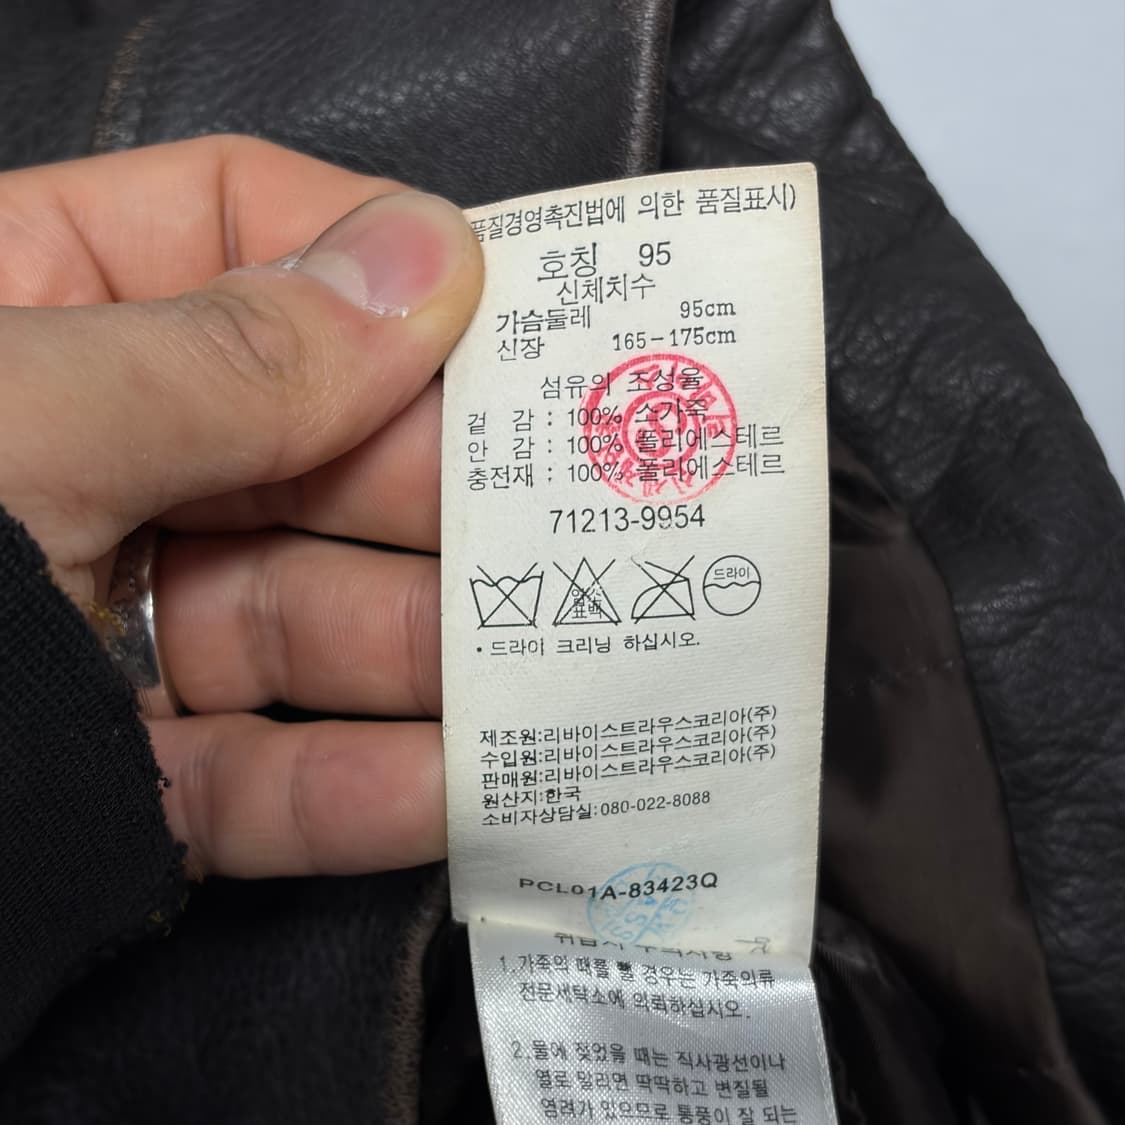 품질경영촉진법에 의한 품질표시)
호칭 95
신체치수
가슴둘레 95cm
신장 165-175cm
섬유의 조성율
겉 감 : 100% 소가죽
안 감 : 100% 폴리에스테르
충전재 : 100% 폴리에스테르
71213-9954
염소 표백
드라이
• 드라이 크리닝 하십시오.
제조원:리바이스트라우스코리아(주)
수입원:리바이스트라우스코리아(주)
판매원:리바이스트라우스코리아(주)
원산지:한국
소비자상담실:080-022-8088
PCL01A-83423Q
1.가죽의 때를 뺄 경우는 가죽의류
전문세탁소에 의뢰하십시오.
2.물에 젖었을 때는 직사광선이나
열로 말리면 딱딱하고 변질될
염려가 있으므로 통풍이 잘 되는